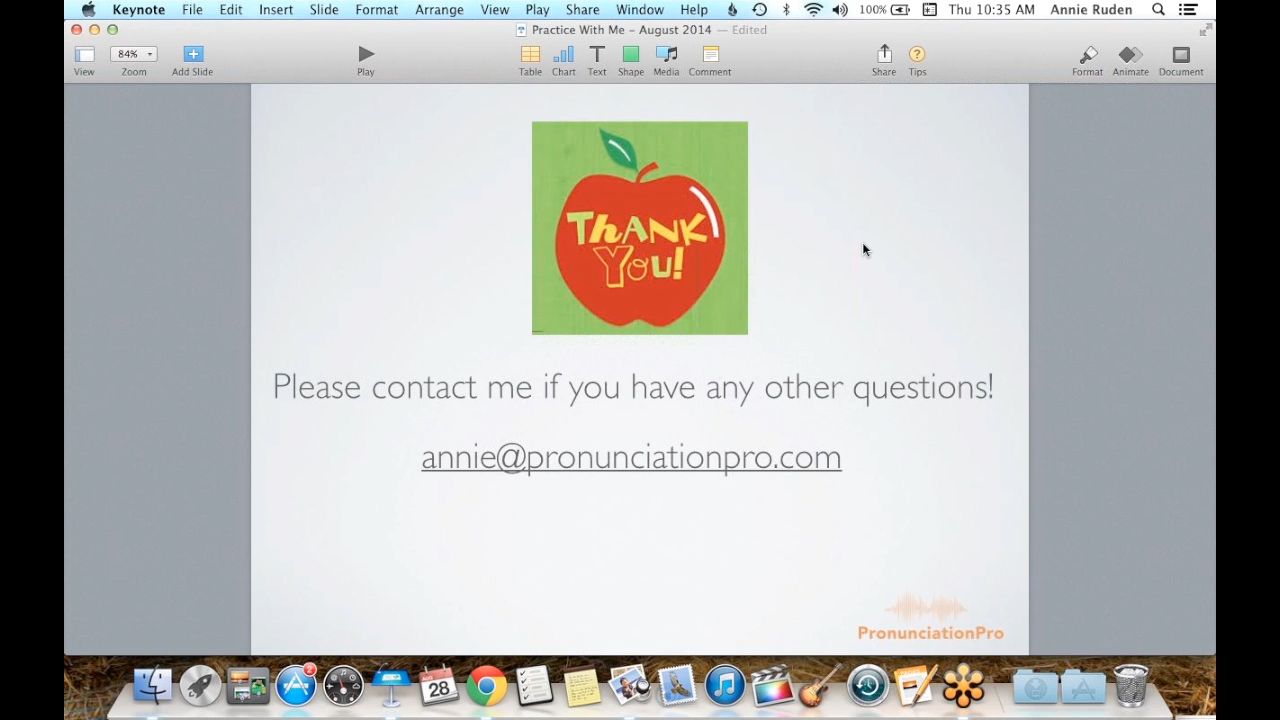 Keynote File Edit Insert Slide Format Arrange View Play Share Window Help 100% Thu 10:35 AM Annie Ruden
Practice With Me – August 2014 — Edited
84%
View Zoom Add Slide Play Table Chart Text Shape Media Comment Share Tips Format Animate Document
THANK
You!
Please contact me if you have any other questions!
annie@pronunciationpro.com
PronunciationPro
2
AUG
28